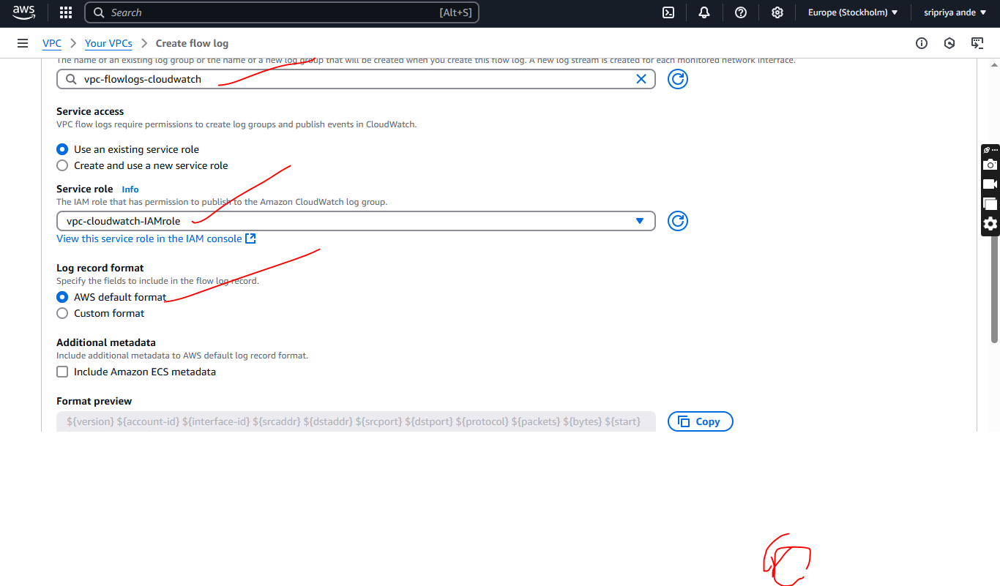 aws
Search [Alt+S]
Europe (Stockholm)
sripriya ande
VPC
Your VPCs
Create flow log
The name of an existing log group or the name of a new log group that will be created when you create this flow log. A new log stream is created for each monitored network interface.
vpc-flowlogs-cloudwatch
Service access
VPC flow logs require permissions to create log groups and publish events in CloudWatch.
Use an existing service role
Create and use a new service role
Service role Info
The IAM role that has permission to publish to the Amazon CloudWatch log group.
vpc-cloudwatch-IAMrole
View this service role in the IAM console
Log record format
Specify the fields to include in the flow log record.
AWS default format
Custom format
Additional metadata
Include additional metadata to AWS default log record format.
Include Amazon ECS metadata
Format preview
${version} ${account-id} ${interface-id} ${srcaddr} ${dstaddr} ${srcport} ${dstport} ${protocol} ${packets} ${bytes} ${start}
Copy